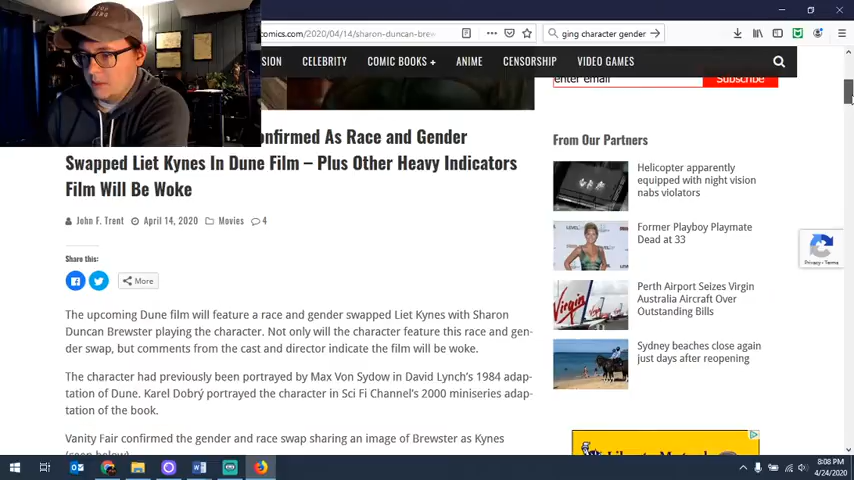 comics.com/2020/04/14/sharon-duncan-brew
ging character gender
SION
CELEBRITY
COMIC BOOKS +
ANIME
CENSORSHIP
VIDEO GAMES
enter email
Subscribe
onfirmed As Race and Gender
Swapped Liet Kynes In Dune Film – Plus Other Heavy Indicators
Film Will Be Woke
John F. Trent April 14, 2020 Movies 4
Share this:
More
The upcoming Dune film will feature a race and gender swapped Liet Kynes with Sharon
Duncan Brewster playing the character. Not only will the character feature this race and gen-
der swap, but comments from the cast and director indicate the film will be woke.
The character had previously been portrayed by Max Von Sydow in David Lynch's 1984 adap-
tation of Dune. Karel Dobrý portrayed the character in Sci Fi Channel's 2000 miniseries adap-
tation of the book.
Vanity Fair confirmed the gender and race swap sharing an image of Brewster as Kynes
(seen below)
From Our Partners
Helicopter apparently
equipped with night vision
nabs violators
Former Playboy Playmate
Dead at 33
Perth Airport Seizes Virgin
Australia Aircraft Over
Outstanding Bills
Sydney beaches close again
just days after reopening
Privacy - Terms
8:08 PM
4/24/2020